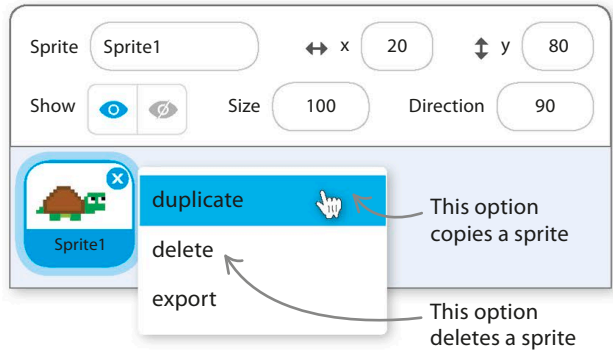 Sprite Sprite1 x 20 y 80
Show Size 100 Direction 90
duplicate
This option
copies a sprite
Sprite1
delete
export
This option
deletes a sprite